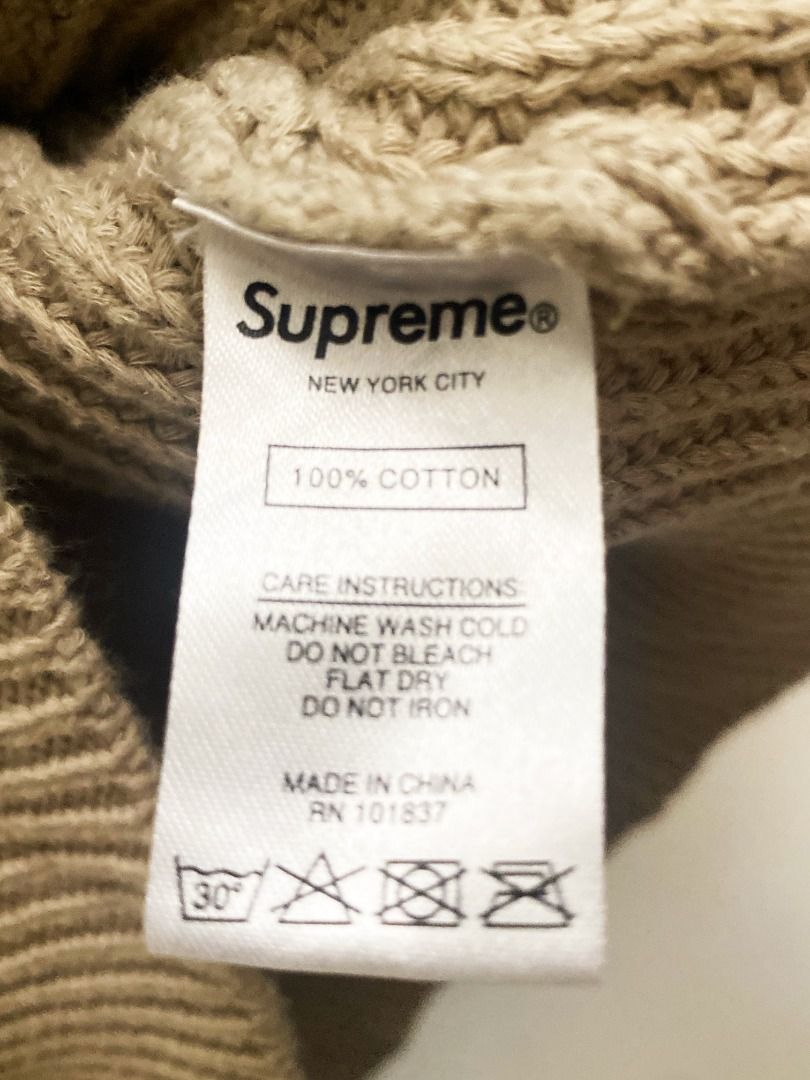 Supreme®
NEW YORK CITY
100% COTTON
CARE INSTRUCTIONS:
MACHINE WASH COLD
DO NOT BLEACH
FLAT DRY
DO NOT IRON
MADE IN CHINA
RN 101837
30°